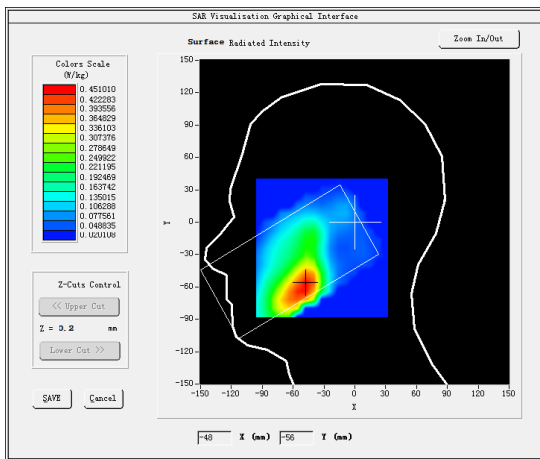 SAR Visualisation Graphical Interface
Surface Radiated Intensity
Zoom In/Out
Colors Scale
(W/kg)
0.451010
0.422283
0.393556
0.364829
0.336103
0.307376
0.278649
0.249922
0.221195
0.192469
0.163742
0.135015
0.106288
0.077561
0.048835
0.020108
Z-Cuts Control
<< Upper Cut
Z = 0.2 mm
Lower Cut >>
SAVE
Cancel
150
120
90
60
30
0
-30
-60
-90
-120
-150
Y
-150 -120 -90 -60 -30 0 30 60 90 120 150
X
-48 X (mm) -56 Y (mm)